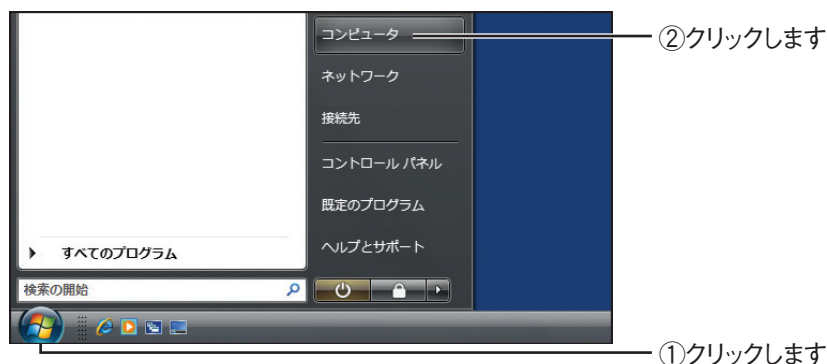 コンピュータ
②クリックします
ネットワーク
接続先
コントロール パネル
既定のプログラム
すべてのプログラム
ヘルプとサポート
検索の開始
①クリックします